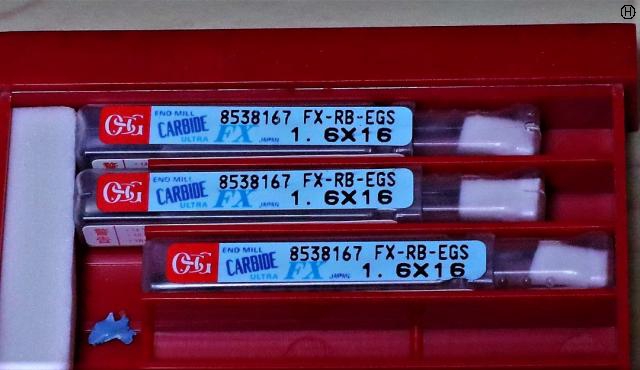 OSG END MILL CARBIDE ULTRA FX JAPAN 8538167 FX-RB-EGS
1. 6X16
OSG END MILL CARBIDE ULTRA FX JAPAN 8538167 FX-RB-EGS
1. 6X16
警告
OSG END MILL CARBIDE ULTRA FX JAPAN 8538167 FX-RB-EGS
1. 6X16
H